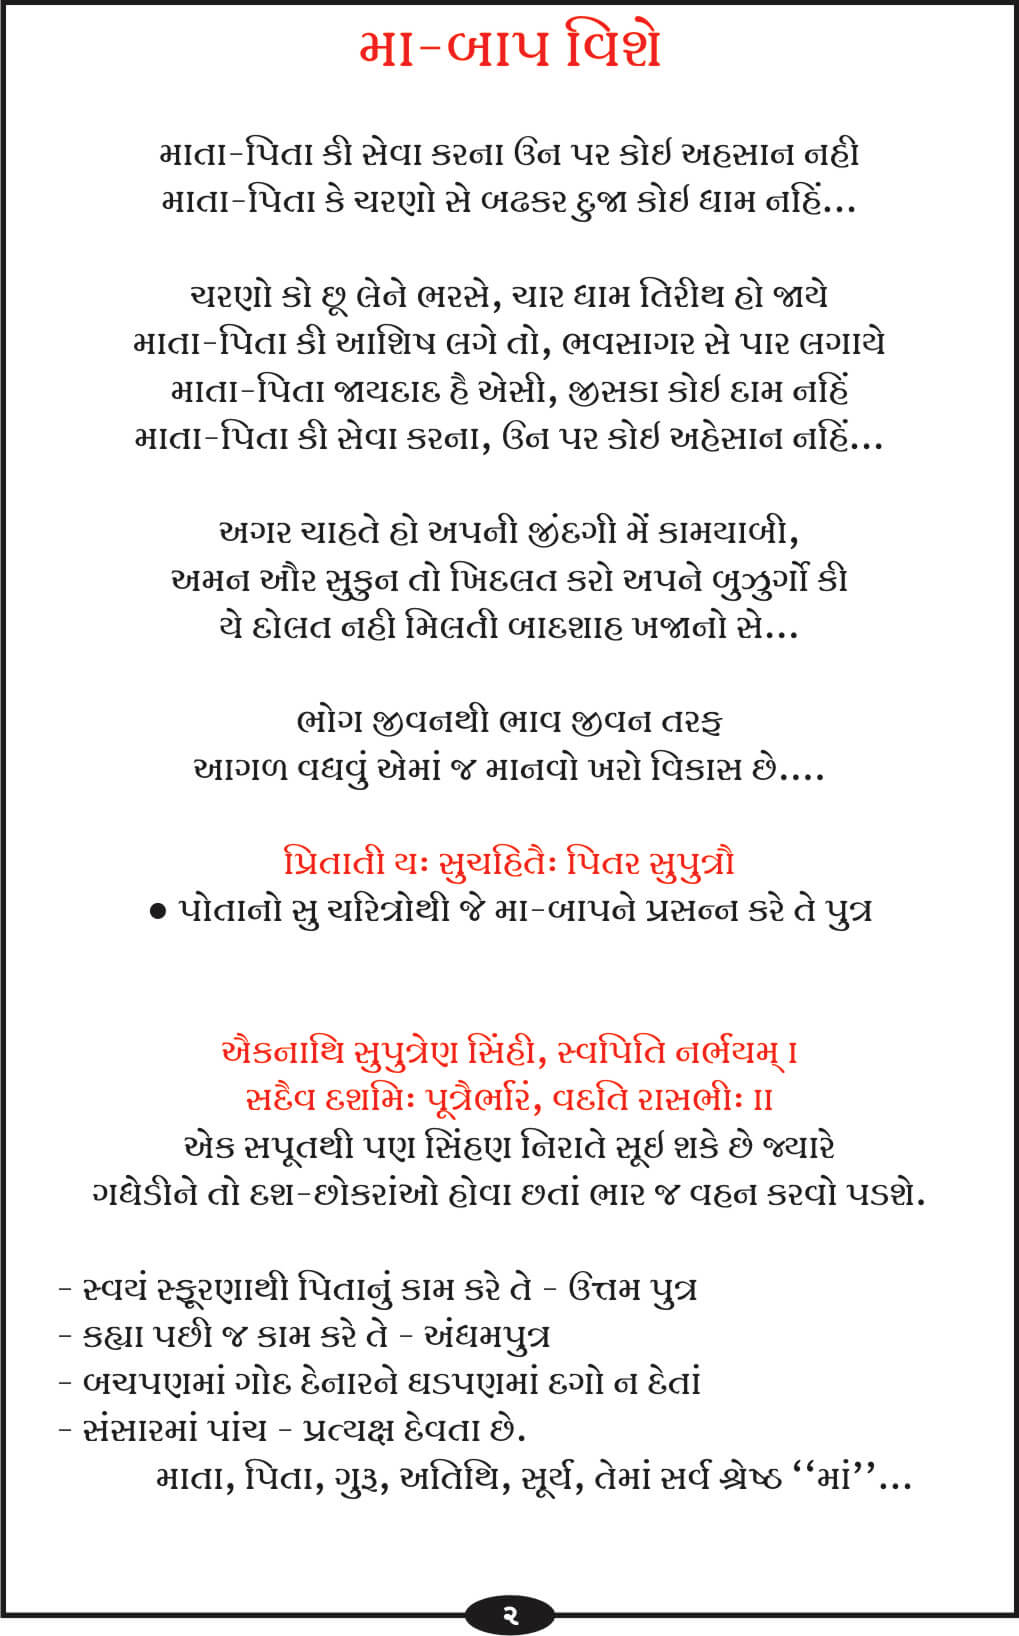 મા-બાપ વિશે
માતા-પિતા કી સેવા કરના ઉન પર કોઇ અહસાન નહી
માતા-પિતા કે ચરણો સે બઢકર દુજા કોઇ ધામ નહિં...
ચરણો કો છૂ લેને ભરસે, ચાર ધામ તિરીથ હો જાયે
માતા-પિતા કી આશિષ લગે તો, ભવસાગર સે પાર લગાયે
માતા-પિતા જાયદાદ હૈ એસી, જીસકા કોઇ દામ નહિં
માતા-પિતા કી સેવા કરના, ઉન પર કોઇ અહેસાન નહિં...
અગર ચાહતે હો અપની જીંદગી મેં કામયાબી,
અમન ઔર સુકુન તો ખિદલત કરો અપને બુઝુર્ગો કી
યે દોલત નહી મિલતી બાદશાહ ખજાનો સે...
ભોગ જીવનથી ભાવ જીવન તરફ
આગળ વધવું એમાં જ માનવો ખરો વિકાસ છે....
પ્રિતાતી યઃ સુચહિતૈઃ પિતર સુપુત્રૌ
● પોતાનો સુ ચરિત્રોથી જે મા-બાપને પ્રસન્ન કરે તે પુત્ર
ઐકનાથિ સુપુત્રેણ સિંહી, સ્વપિતિ નર્ભયમ્ ।
સદૈવ દશમિઃ પૂત્રૈર્ભારં, વદતિ રાસભીઃ ।।
એક સપૂતથી પણ સિંહણ નિરાતે સૂઇ શકે છે જ્યારે
ગધેડીને તો દશ-છોકરાંઓ હોવા છતાં ભાર જ વહન કરવો પડશે.
- સ્વયં સ્ફૂરણાથી પિતાનું કામ કરે તે - ઉત્તમ પુત્ર
- કહ્યા પછી જ કામ કરે તે - અંધમપુત્ર
- બચપણમાં ગોદ દેનારને ઘડપણમાં દગો ન દેતાં
- સંસારમાં પાંચ - પ્રત્યક્ષ દેવતા છે.
માતા, પિતા, ગુરૂ, અતિથિ, સૂર્ય, તેમાં સર્વ શ્રેષ્ઠ ‘‘માં’’...
૨